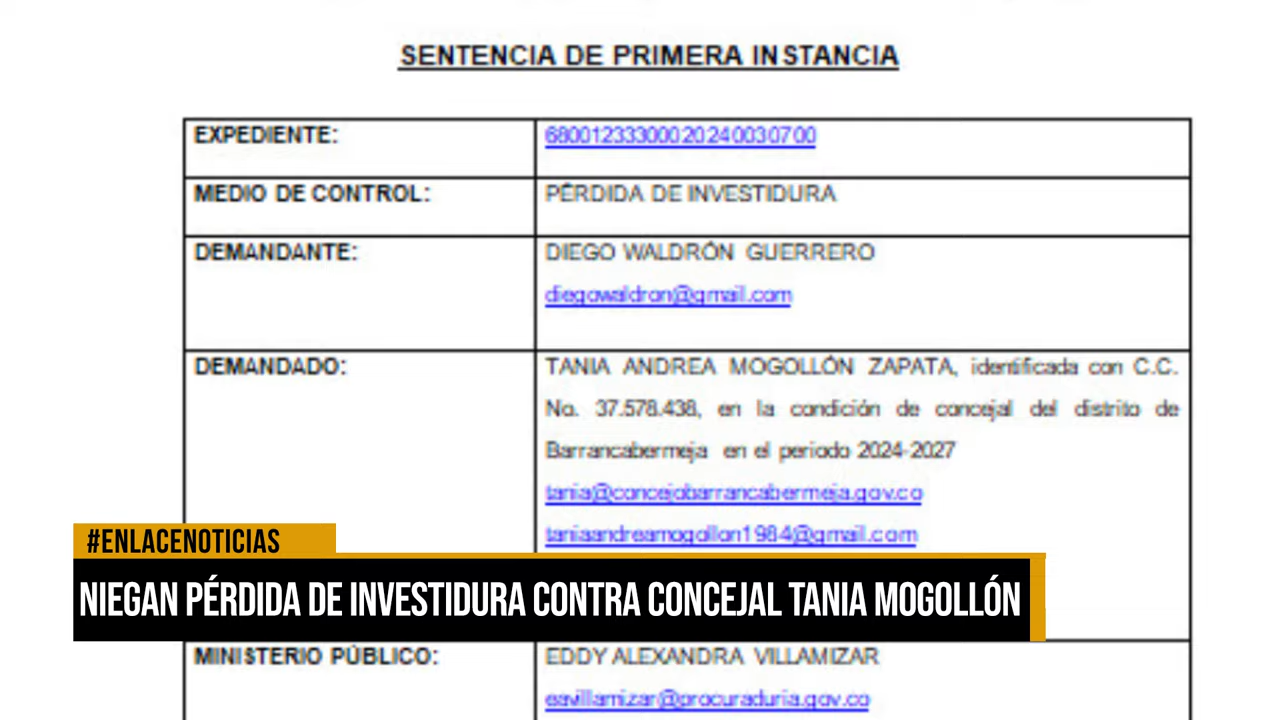 SENTENCIA DE PRIMERA INSTANCIA
EXPEDIENTE:
68001233300020240030700
MEDIO DE CONTROL:
PÉRDIDA DE INVESTIDURA
DEMANDANTE:
DIEGO WALDRÓN GUERRERO
diegowaldron@gmail.com
DEMANDADO:
TANIA ANDREA MOGOLLÓN ZAPATA, identificada con C.C.
No. 37.578.438, en la condición de concejal del distrito de
Barrancabermeja en el periodo 2024-2027
tania@concejobarrancabermeja.gov.co
taniaandreamogollon1984@gmail.com
#ENLACENOTICIAS
NIEGAN PÉRDIDA DE INVESTIDURA CONTRA CONCEJAL TANIA MOGOLLÓN
MINISTERIO PÚBLICO:
EDDY ALEXANDRA VILLAMIZAR
eavillamizar@procuraduria.gov.co